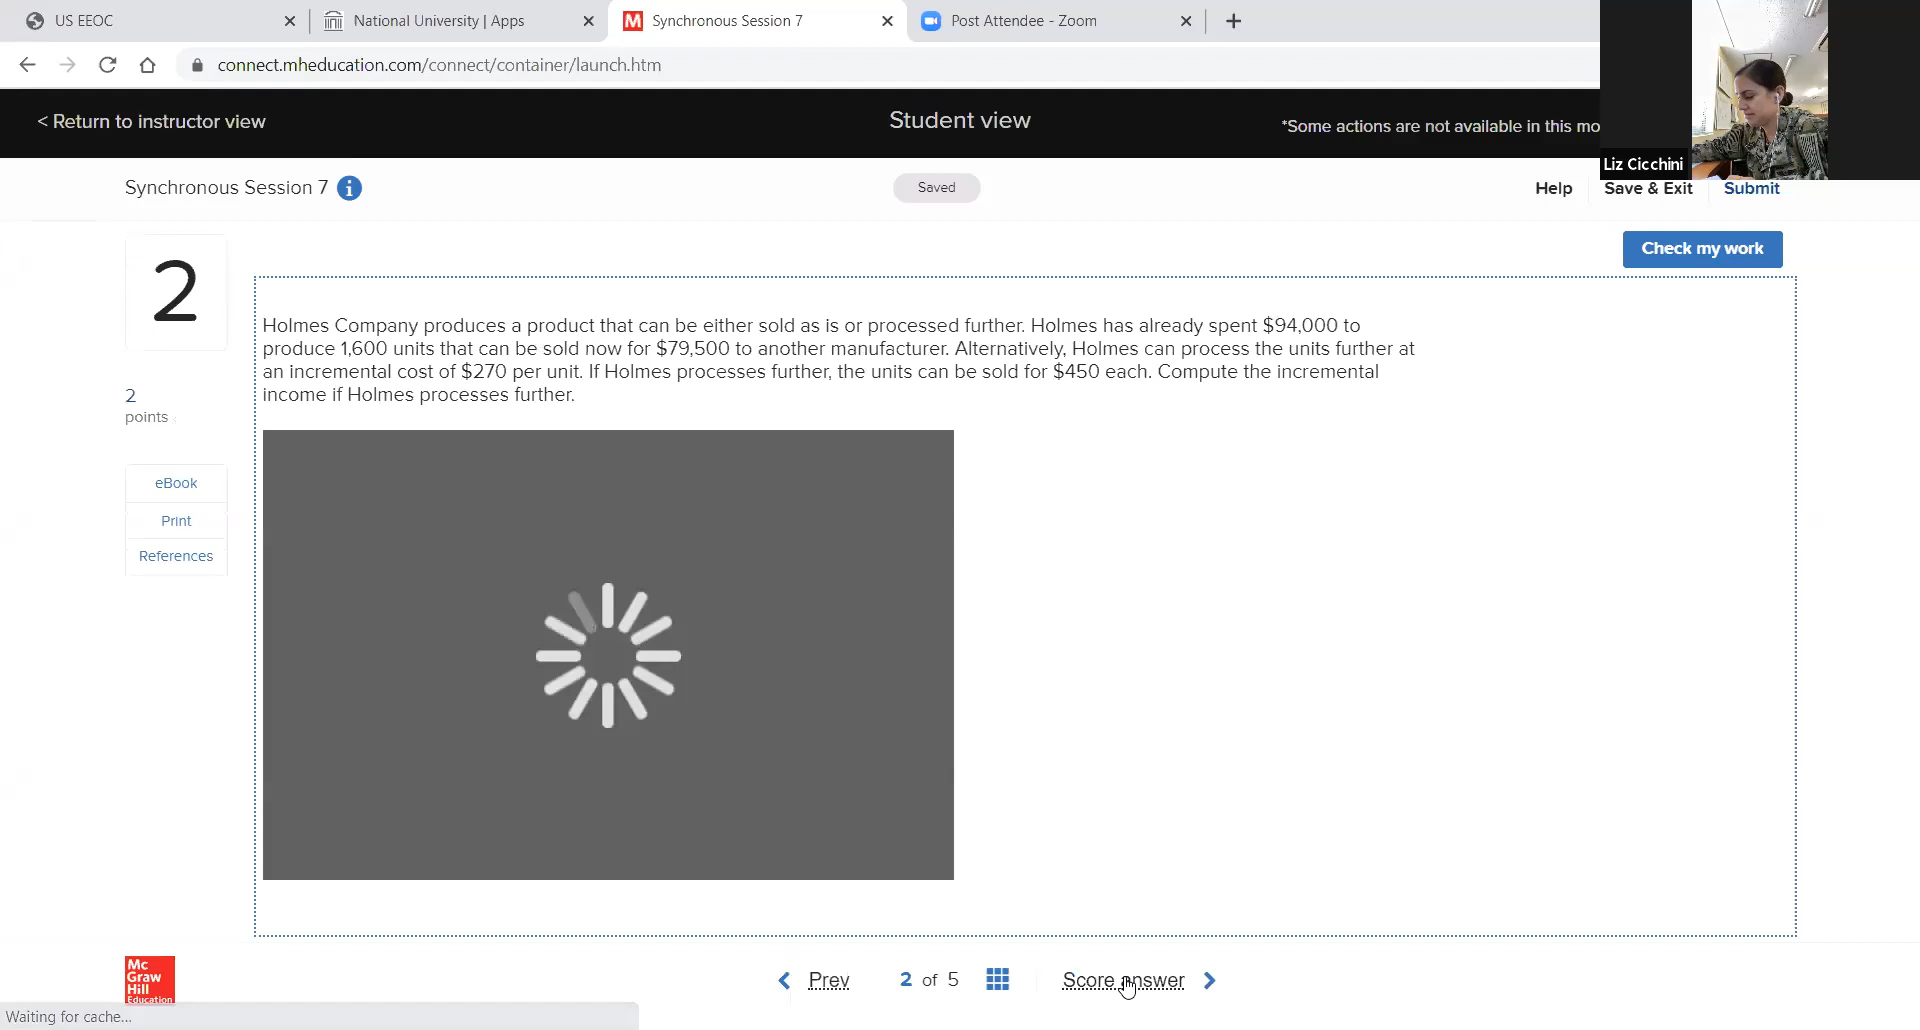 US EEOC
National University | Apps
Synchronous Session 7
Post Attendee - Zoom
connect.mheducation.com/connect/container/launch.htm
< Return to instructor view
Student view
*Some actions are not available in this mo
Liz Cicchini
Synchronous Session 7
Saved
Help
Save & Exit
Submit
Check my work
2
Holmes Company produces a product that can be either sold as is or processed further. Holmes has already spent $94,000 to
produce 1,600 units that can be sold now for $79,500 to another manufacturer. Alternatively, Holmes can process the units further at
an incremental cost of $270 per unit. If Holmes processes further, the units can be sold for $450 each. Compute the incremental
income if Holmes processes further.
2
points
eBook
Print
References
Mc
Graw
Hill
Education
Prev
2 of 5
Score answer
Waiting for cache...